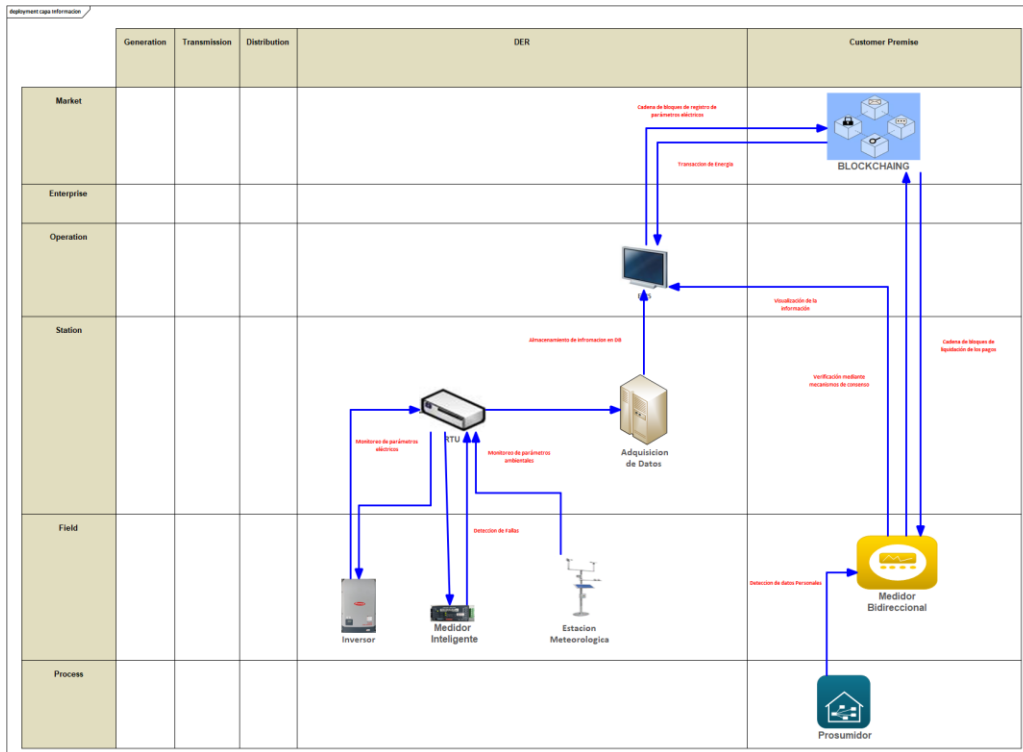 deployment capa Informacion
Generation
Transmission
Distribution
DER
Customer Premise
Market
Cadena de bloques de registro de
parámetros eléctricos
Transaccion de Energía
BLOCKCHAING
Enterprise
Operation
Visualización de la
Información
Station
Almacenamiento de Infromacion en DB
Cadena de bloques de
liquidación de los pagos
Verificación mediante
mecanismos de consenso
RTU
Monitoreo de parámetros
eléctricos
Monitoreo de parámetros
ambientales
Adquisicion
de Datos
Field
Deteccion de Fallas
Deteccion de datos Personales
Inversor
Medidor
Inteligente
Estacion
Meteorologica
Medidor
Bidireccional
Process
Prosumidor